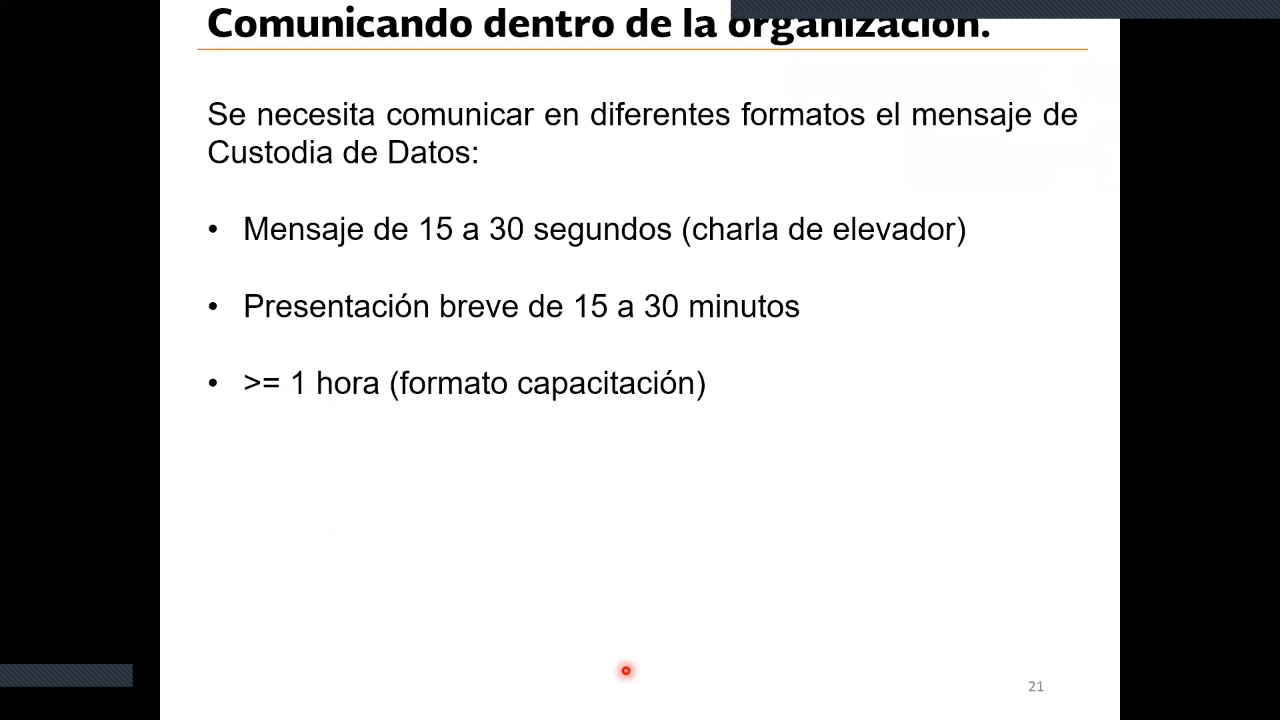 Comunicando dentro de la organización.
Se necesita comunicar en diferentes formatos el mensaje de
Custodia de Datos:
• Mensaje de 15 a 30 segundos (charla de elevador)
• Presentación breve de 15 a 30 minutos
• >= 1 hora (formato capacitación)
21